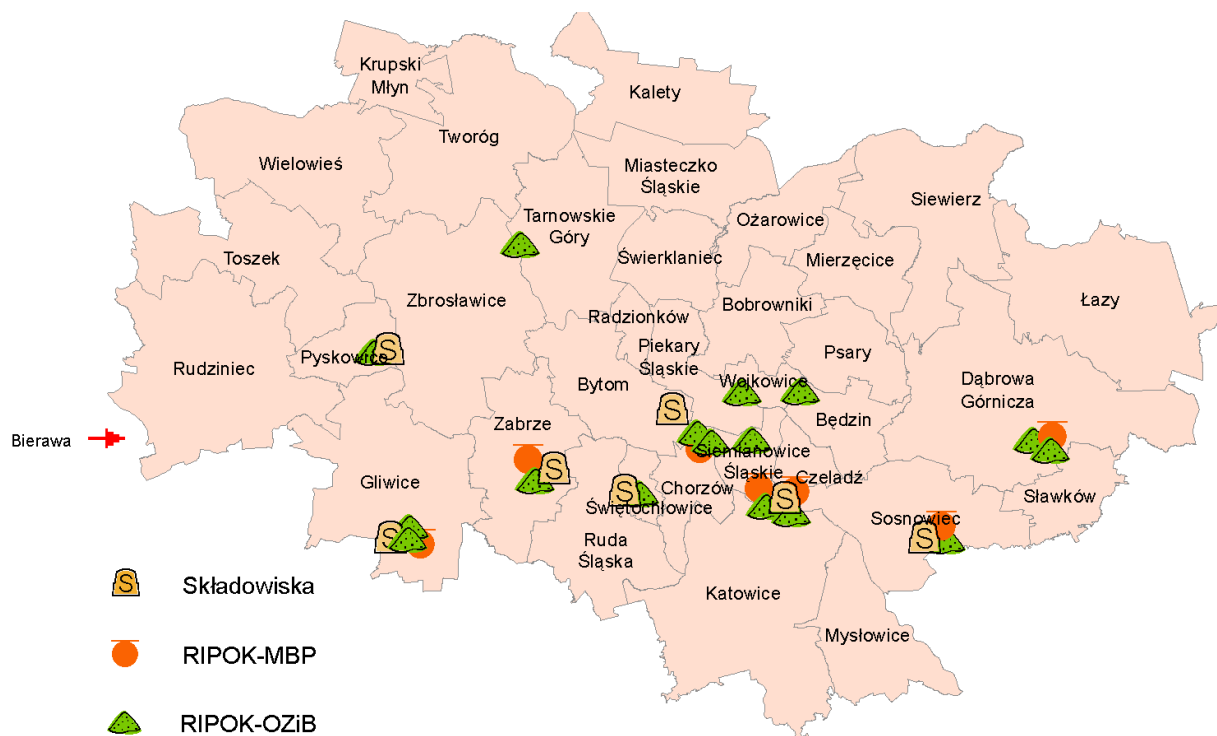 Krupski
Młyn
Kalety
Tworóg
Wielowieś
Miasteczko
Śląskie
Siewierz
Tarnowskie
Góry
Ożarowice
Toszek
Świerklaniec
Mierzęcice
Zbrosławice
Bobrowniki
Łazy
Radzionków
Rudziniec
Pyskowice
Piekary
Śląskie
Psary
Bytom
Wojkowice
Dąbrowa
Górnicza
Będzin
Zabrze
Bierawa
S
S
Siemianowice
Śląskie
Gliwice
S
S
Chorzów
Czeladź
S
Świętochłowice
Sławków
Sosnowiec
S
S
Ruda
Śląska
Katowice
Mysłowice
S
Składowiska
RIPOK-MBP
RIPOK-OZiB